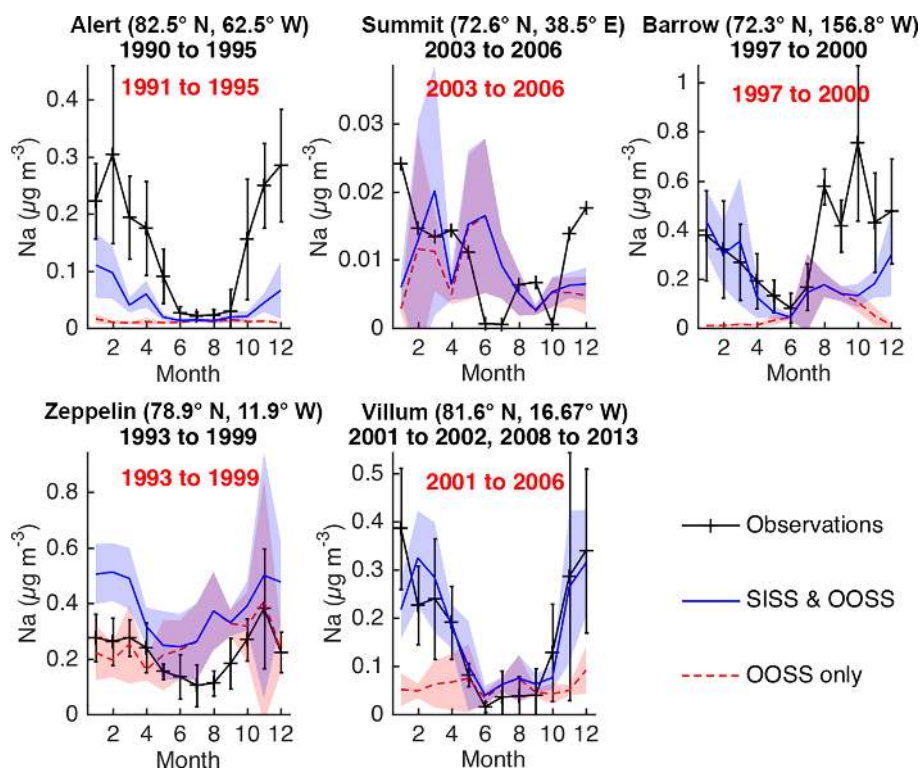 Alert (82.5° N, 62.5° W)
1990 to 1995
1991 to 1995
Na (µg m⁻³)
0.4
0.3
0.2
0.1
0
2 4 6 8 10 12
Month
Summit (72.6° N, 38.5° E)
2003 to 2006
2003 to 2006
Na (µg m⁻³)
0.03
0.02
0.01
0
2 4 6 8 10 12
Month
Barrow (72.3° N, 156.8° W)
1997 to 2000
1997 to 2000
Na (µg m⁻³)
1
0.8
0.6
0.4
0.2
0
2 4 6 8 10 12
Month
Zeppelin (78.9° N, 11.9° W)
1993 to 1999
1993 to 1999
Na (µg m⁻³)
0.8
0.6
0.4
0.2
0
2 4 6 8 10 12
Month
Villum (81.6° N, 16.67° W)
2001 to 2002, 2008 to 2013
2001 to 2006
Na (µg m⁻³)
0.5
0.4
0.3
0.2
0.1
0
2 4 6 8 10 12
Month
Observations
SISS & OOSS
OOSS only